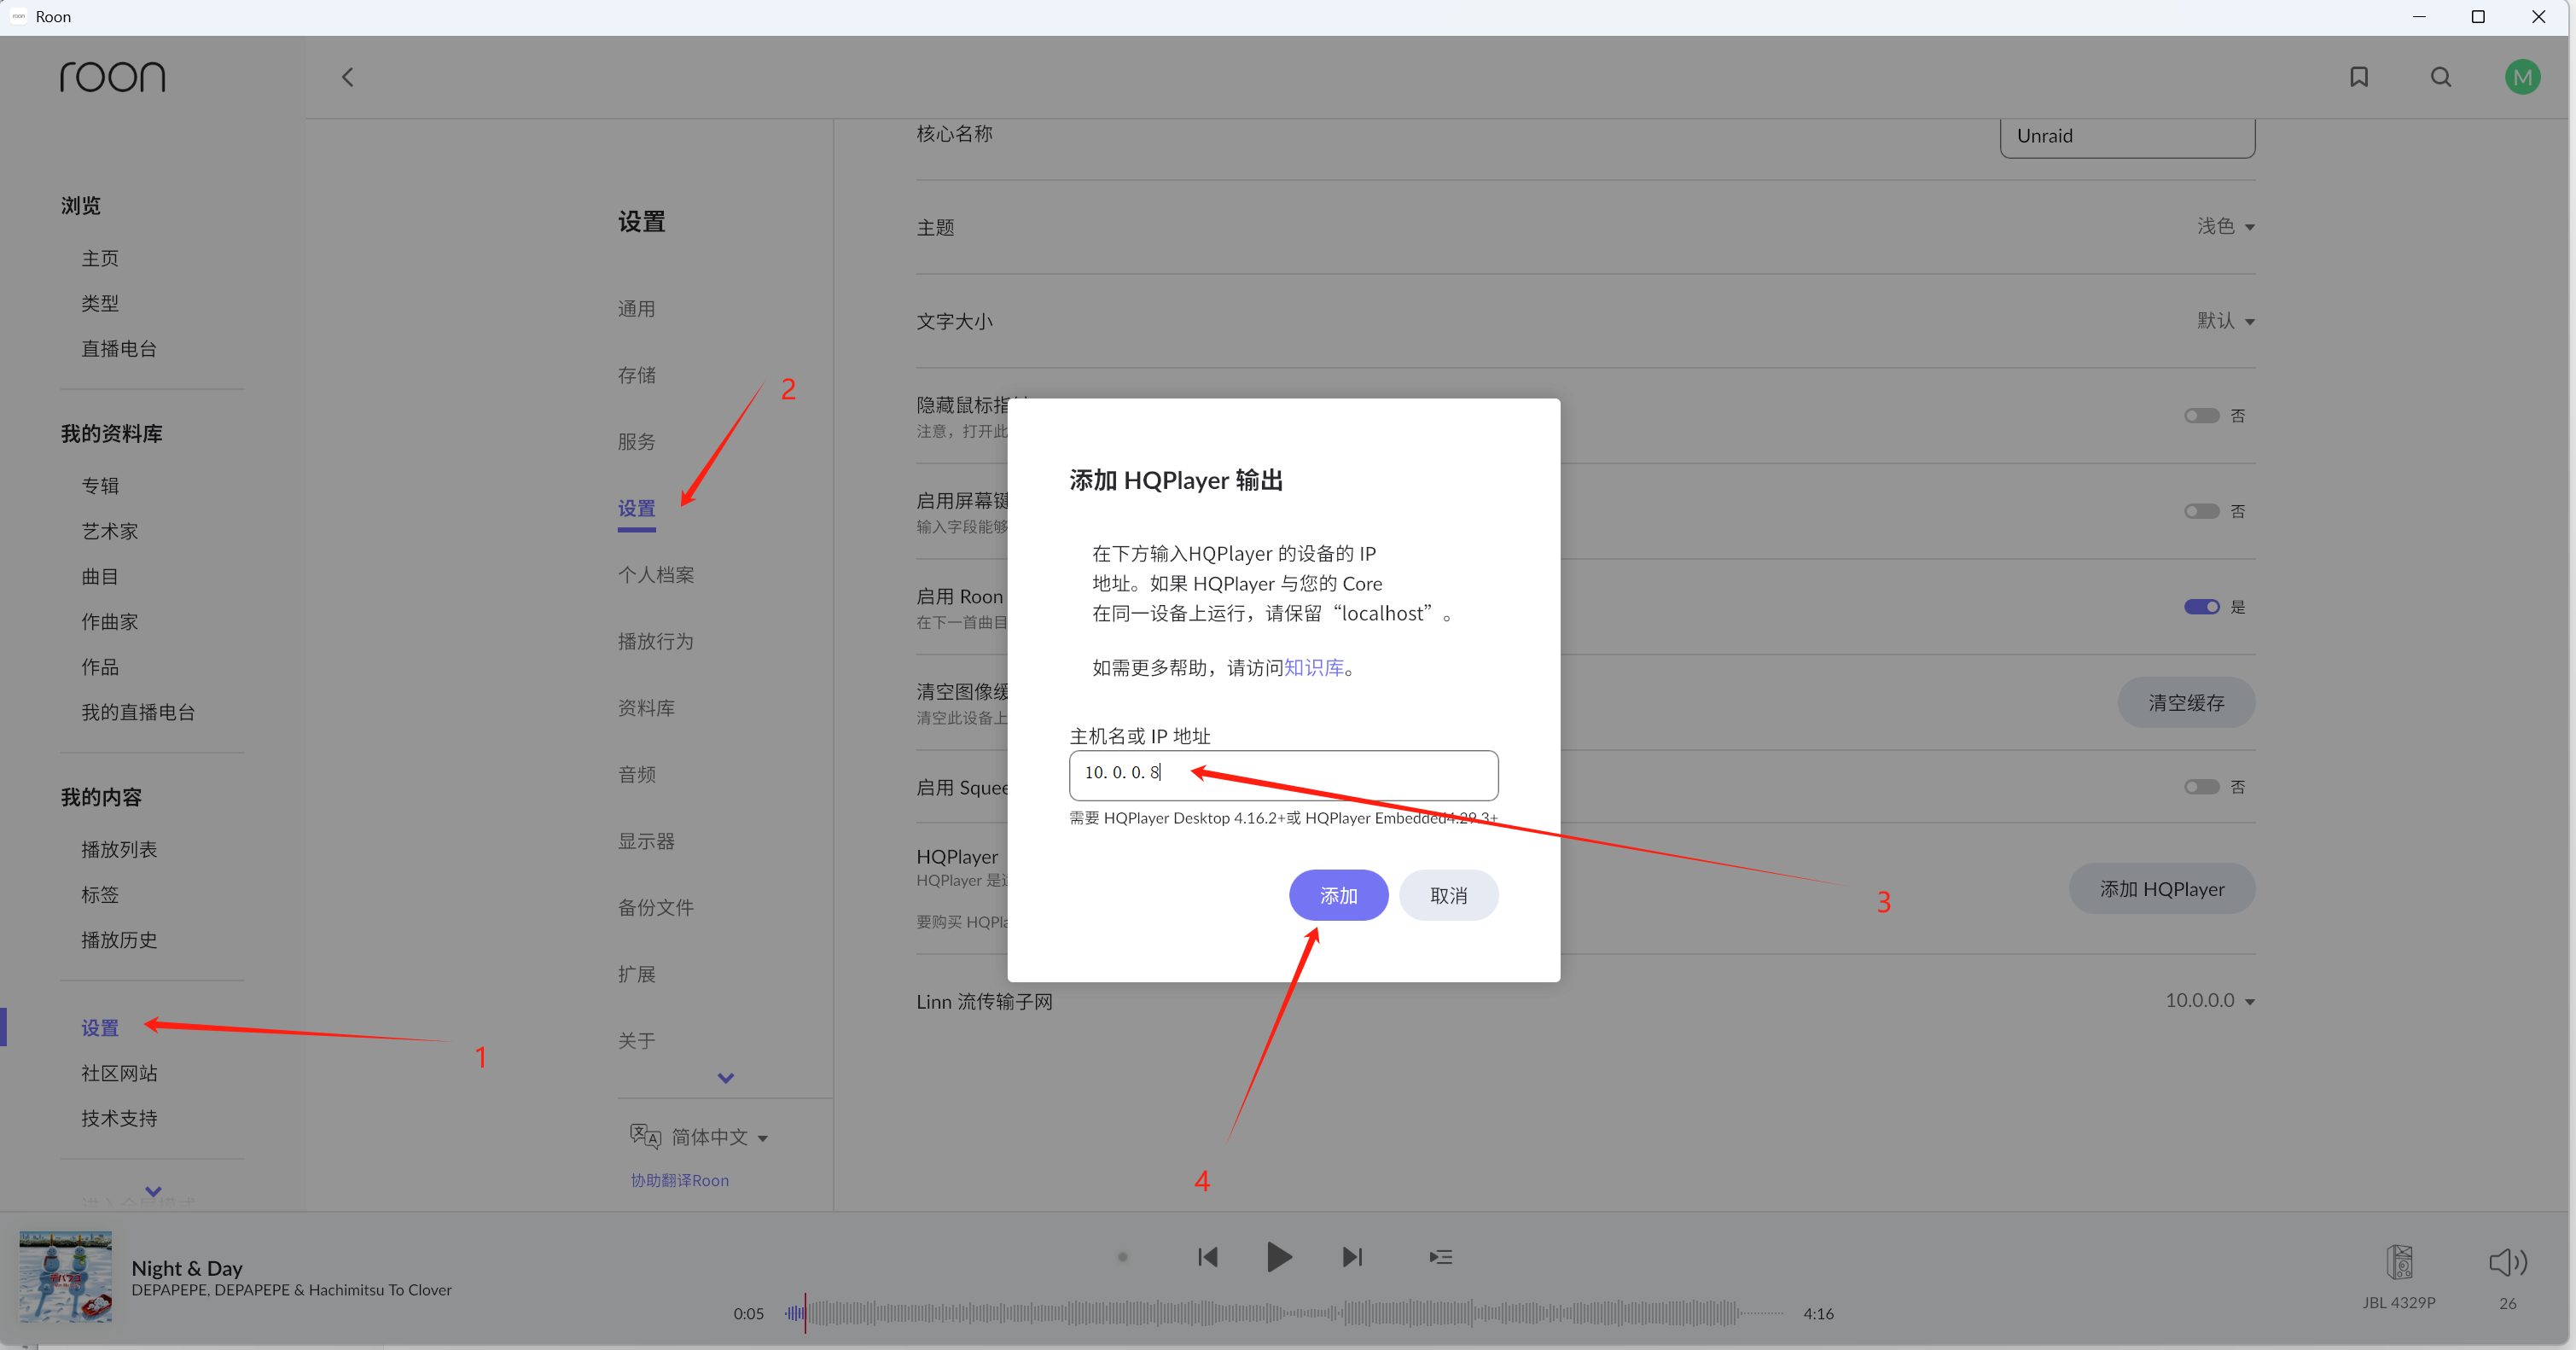 Roon
roon
M
浏览
主页
类型
直播电台
我的资料库
专辑
艺术家
曲目
作曲家
作品
我的直播电台
我的内容
播放列表
标签
播放历史
设置
1
社区网站
技术支持
进入全屏模式
设置
通用
存储
服务
2
设置
个人档案
播放行为
资料库
音频
显示器
备份文件
扩展
关于
简体中文
协助翻译Roon
核心名称
Unraid
主题
浅色
文字大小
默认
隐藏鼠标指
否
注意，打开此
启用屏幕键
否
输入字段能够
启用 Roon
是
在下一首曲目
清空图像缓
清空缓存
清空此设备上
启用 Squee
否
HQPlayer
添加 HQPlayer
HQPlayer 是
要购买 HQPla
Linn 流传输子网
10.0.0.0
添加 HQPlayer 输出
在下方输入HQPlayer 的设备的 IP
地址。如果 HQPlayer 与您的 Core
在同一设备上运行，请保留“localhost”。
如需更多帮助，请访问知识库。
主机名或 IP 地址
10. 0. 0. 8
需要 HQPlayer Desktop 4.16.2+或 HQPlayer Embedded4.29.3+
添加
取消
3
4
Night & Day
DEPAPEPE, DEPAPEPE & Hachimitsu To Clover
0:05
4:16
JBL 4329P
26